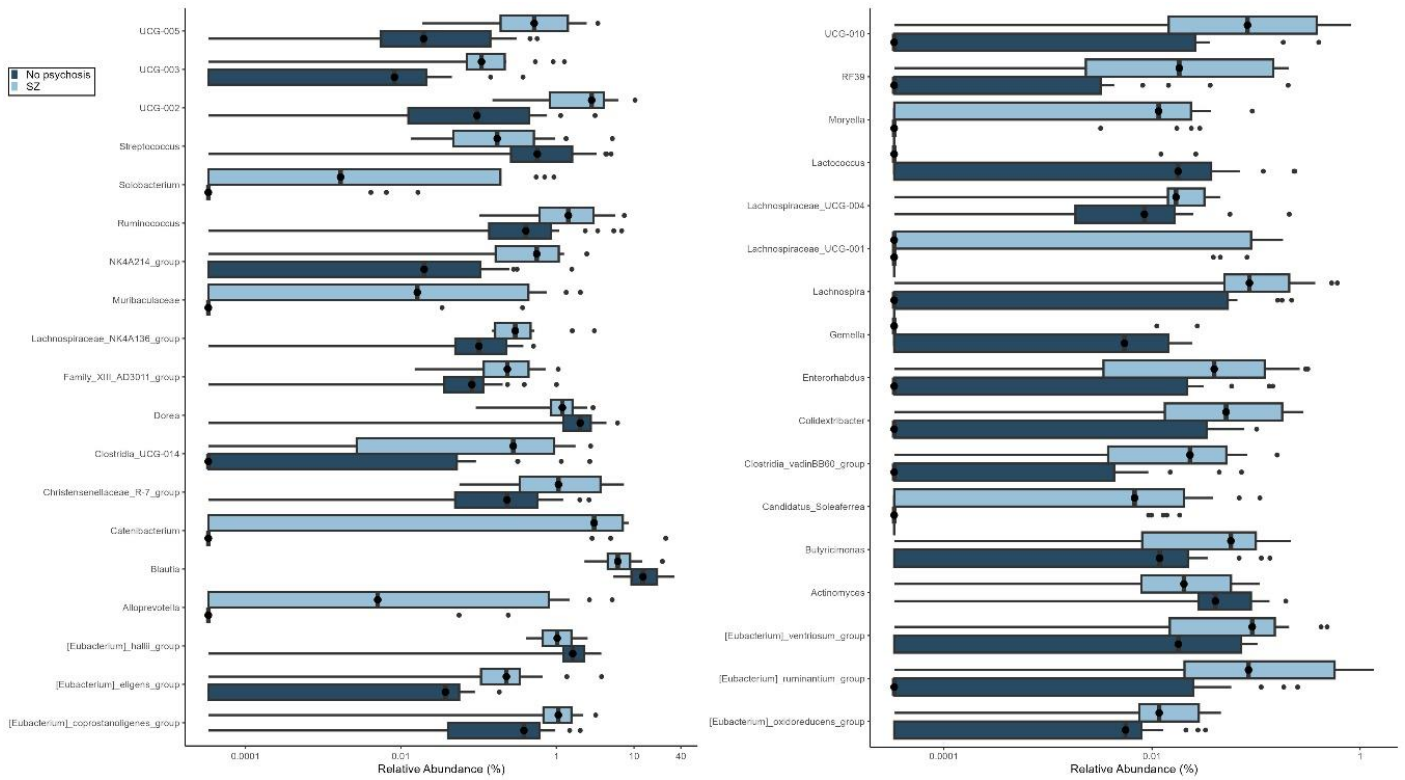 UCG-005
UCG-003
No psychosis
SZ
UCG-002
Streptococcus
Solobacterium
Ruminococcus
NK4A214_group
Muribaculaceae
Lachnospiraceae_NK4A136_group
Family_XIII_AD3011_group
Dorea
Clostridia_UCG-014
Christensenellaceae_R-7_group
Catenibacterium
Blautia
Alloprevotella
[Eubacterium]_hallii_group
[Eubacterium]_eligens_group
[Eubacterium]_coprostanoligenes_group
0.0001 0.01 1 10 40
Relative Abundance (%)
UCG-010
RF39
Moryella
Lactococcus
Lachnospiraceae_UCG-004
Lachnospiraceae_UCG-001
Lachnospira
Gemella
Enterorhabdus
Colidextribacter
Clostridia_vadinBB60_group
Candidatus_Soleaferrea
Butyricimonas
Actinomyces
[Eubacterium]_ventriosum_group
[Eubacterium]_ruminantium_group
[Eubacterium]_oxidoreducens_group
0.0001 0.01 1
Relative Abundance (%)